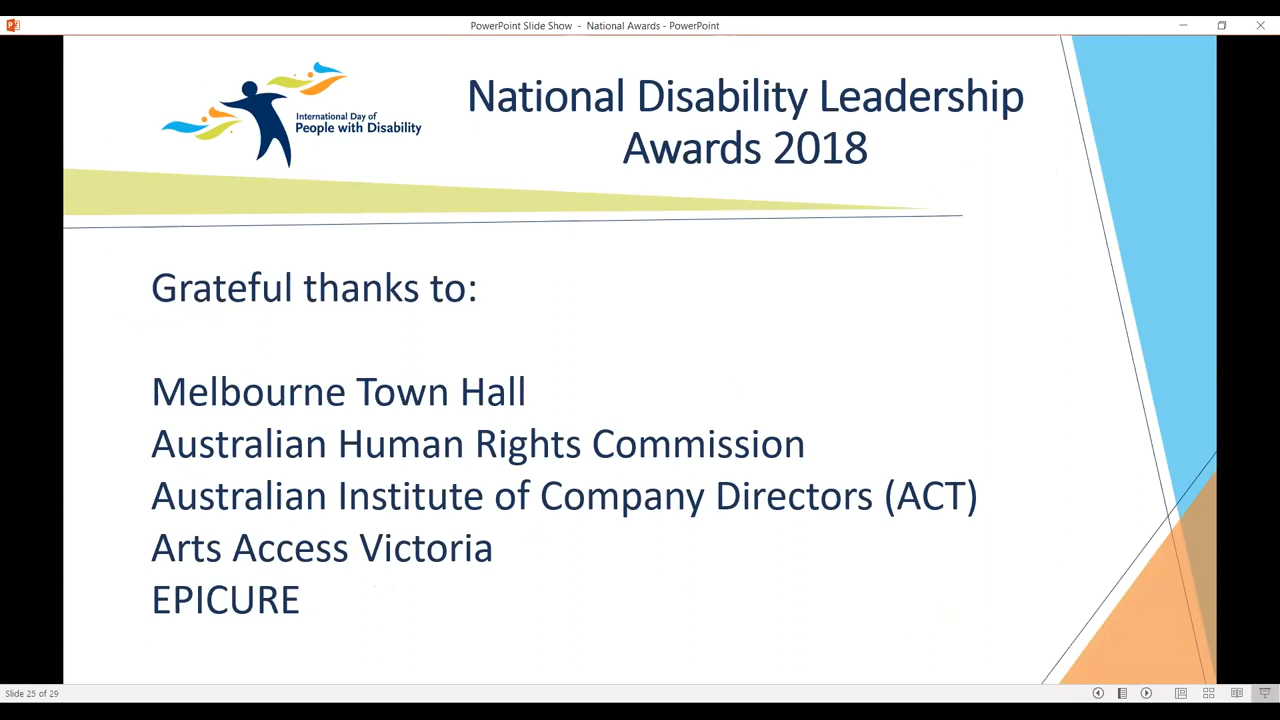 PowerPoint Slide Show - National Awards - PowerPoint
International Day of
People with Disability
National Disability Leadership
Awards 2018
Grateful thanks to:
Melbourne Town Hall
Australian Human Rights Commission
Australian Institute of Company Directors (ACT)
Arts Access Victoria
EPICURE
Slide 25 of 29